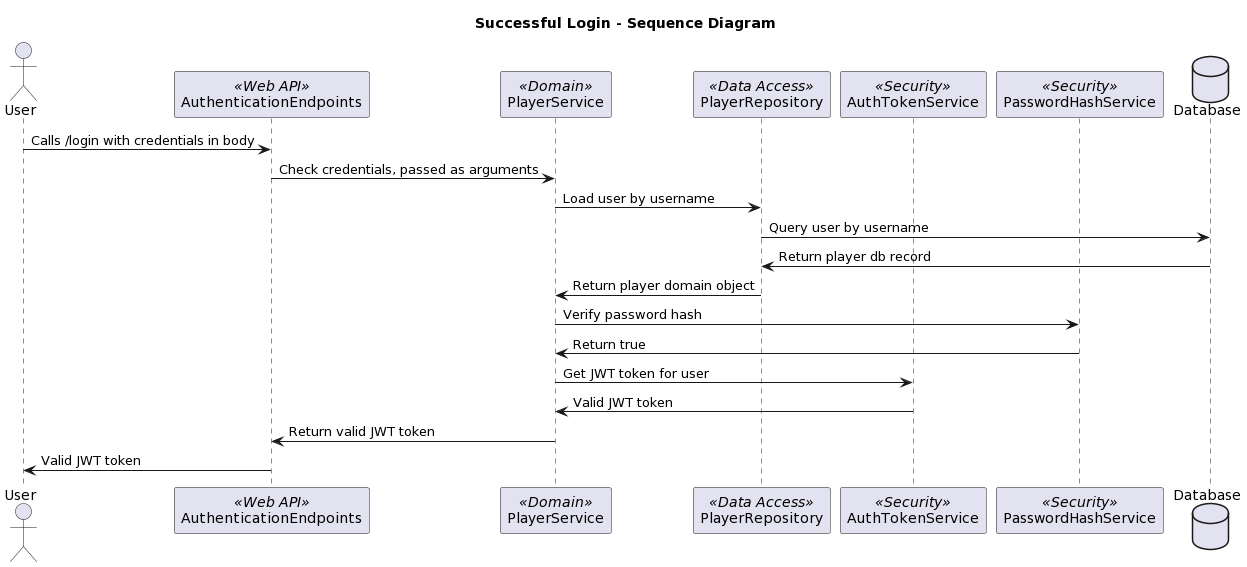 Successful Login - Sequence Diagram
User
«Web API»
AuthenticationEndpoints
«Domain»
PlayerService
«Data Access»
PlayerRepository
«Security»
AuthTokenService
«Security»
PasswordHashService
Database
Calls /login with credentials in body
Check credentials, passed as arguments
Load user by username
Query user by username
Return player db record
Return player domain object
Verify password hash
Return true
Get JWT token for user
Valid JWT token
Return valid JWT token
Valid JWT token
User
«Web API»
AuthenticationEndpoints
«Domain»
PlayerService
«Data Access»
PlayerRepository
«Security»
AuthTokenService
«Security»
PasswordHashService
Database